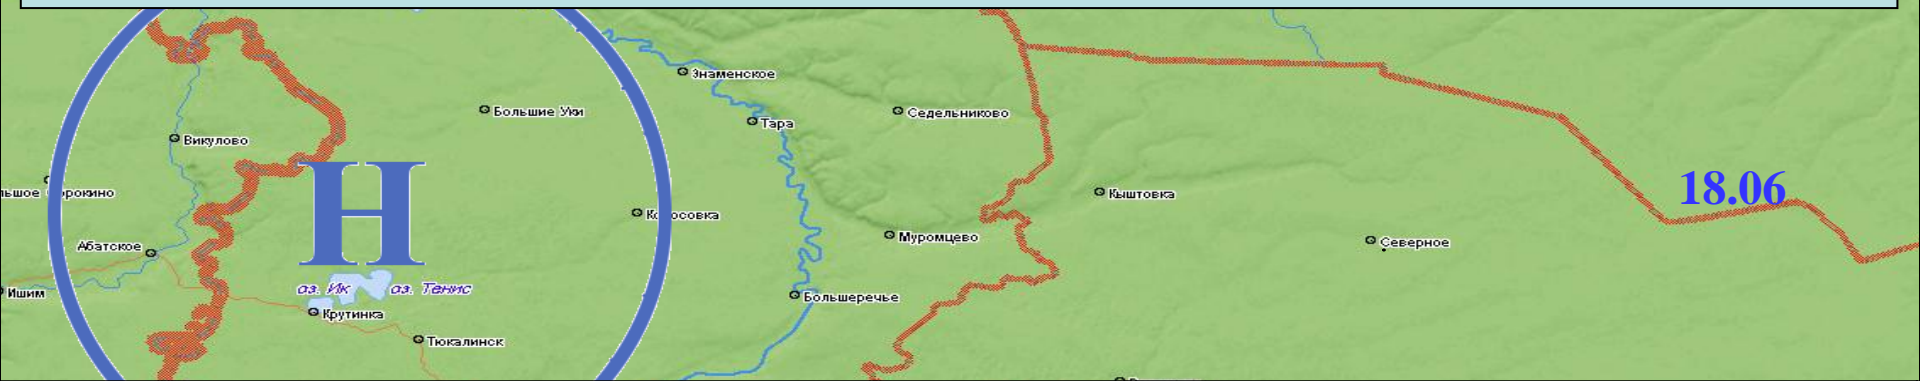 Знаменское
Большие Уки
Седельниково
Тара
Викулово
18.06
Кыштовка
Колосовка
Н
Муромцево
Северное
Абатское
оз. Ик
оз. Тенис
Ишим
Большеречье
Крутинка
Тюкалинск